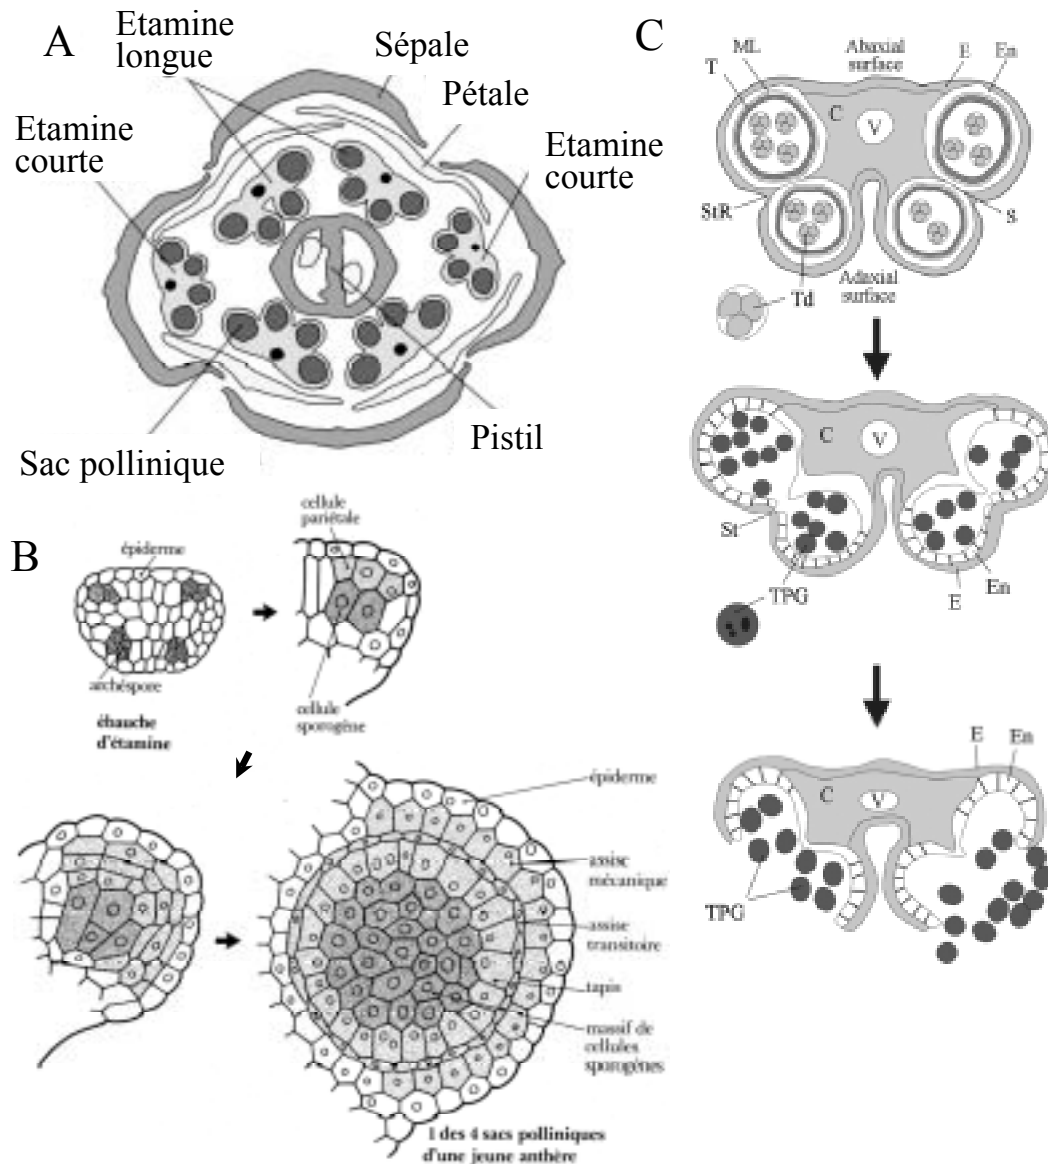 A
Etamine
longue
Sépale
Pétale
Etamine
courte
Etamine
courte
Pistil
Sac pollinique
B
épiderme
archéspore
ébauche
d'étamine
cellule
pariétale
cellule
sporogène
épiderme
assise
mécanique
assise
transitoire
tapis
massif de
cellules
sporogènes
1 des 4 sacs polliniques
d'une jeune anthère
C
ML
Abaxial
surface
E
En
T
C
V
StR
S
Adaxial
surface
Td
C
V
St
TPG
E
En
E
En
C
V
TPG